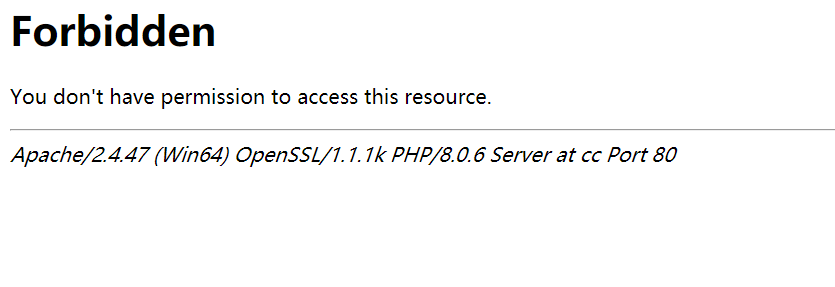 Forbidden
You don't have permission to access this resource.
Apache/2.4.47 (Win64) OpenSSL/1.1.1k PHP/8.0.6 Server at cc Port 80